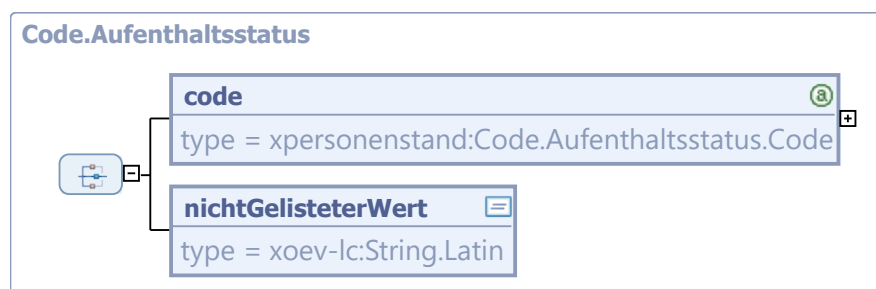 Code.Aufenthaltsstatus
code
type = xpersonenstand:Code.Aufenthaltsstatus.Code
nichtGelisteterWert
type = xoev-lc:String.Latin